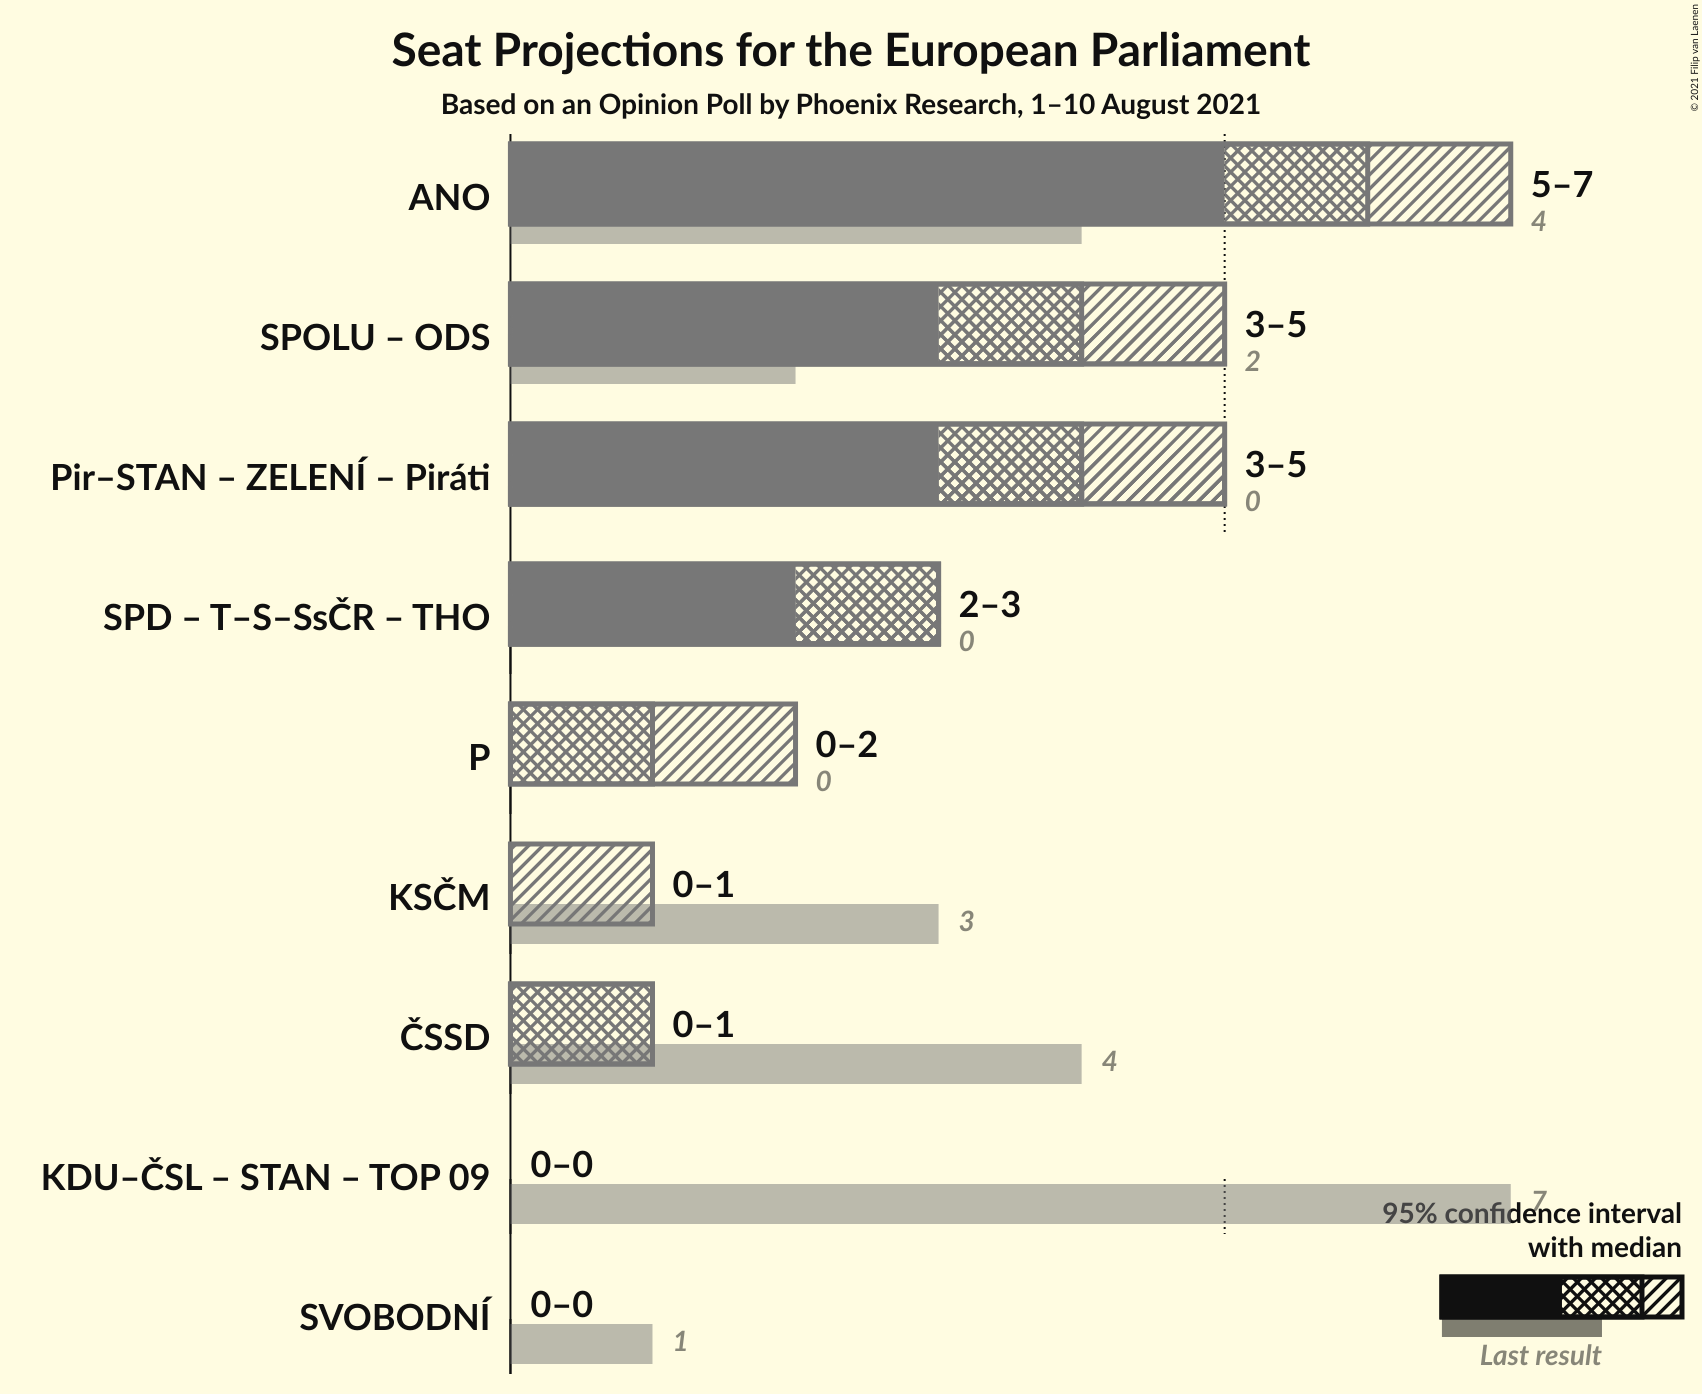 Seat Projections for the European Parliament
Based on an Opinion Poll by Phoenix Research, 1–10 August 2021
© 2021 Filip van Laenen
ANO
5–7
4
SPOLU – ODS
3–5
2
Pir–STAN – ZELENÍ – Piráti
3–5
0
SPD – T–S–SsČR – THO
2–3
0
P
0–2
0
KSČM
0–1
3
ČSSD
0–1
4
KDU–ČSL – STAN – TOP 09
0–0
7
95% confidence interval
with median
SVOBODNÍ
0–0
1
Last result